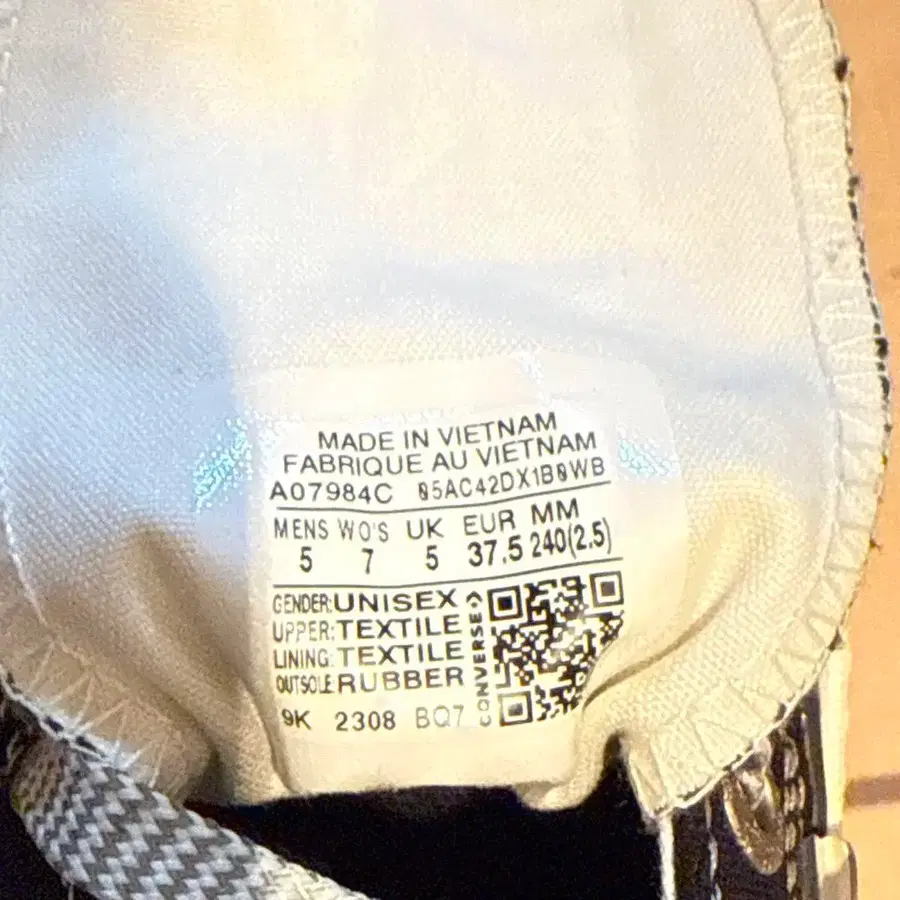 MADE IN VIETNAM
FABRIQUE AU VIETNAM
A07984C 05AC42DX1B0WB
MENS WO'S UK EUR MM
5 7 5 37,5 240(2.5)
GENDER:UNISEX
UPPER:TEXTILE
LINING:TEXTILE
OUTSOLE:RUBBER
9K 2308 BQ7
CONVERSE